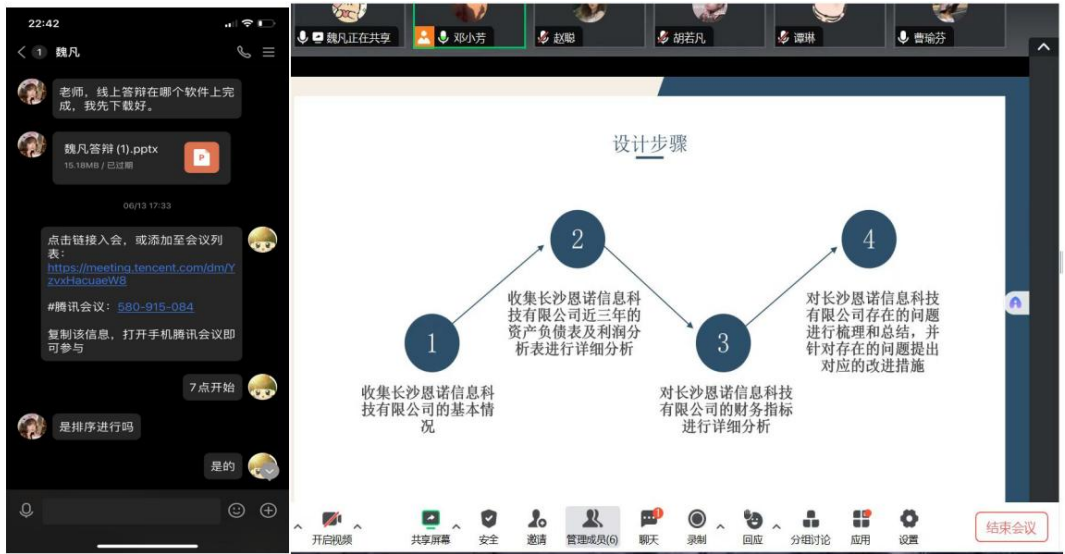 22:42
1 魏凡
老师，线上答辩在哪个软件上完
成，我先下载好。
魏凡答辩 (1).pptx
15.18MB / 已过期
P
06/13 17:33
点击链接入会，或添加至会议列
表：
https://meeting.tencent.com/dm/Y
zvxHacuaeW8
#腾讯会议：580-915-084
复制该信息，打开手机腾讯会议即
可参与
7点开始
是排序进行吗
是的
魏凡正在共享
邓小芳
赵聪
胡若凡
谭琳
曹瑜芬
设计步骤
1
收集长沙恩诺信息科
技有限公司的基本情
况
2
收集长沙恩诺信息科
技有限公司近三年的
资产负债表及利润分
析表进行详细分析
3
对长沙恩诺信息科技
有限公司的财务指标
进行详细分析
4
对长沙恩诺信息科技
有限公司存在的问题
进行梳理和总结，并
针对存在的问题提出
对应的改进措施
开启视频
共享屏幕
安全
邀请
管理成员(6)
1
聊天
录制
回应
分组讨论
应用
设置
结束会议